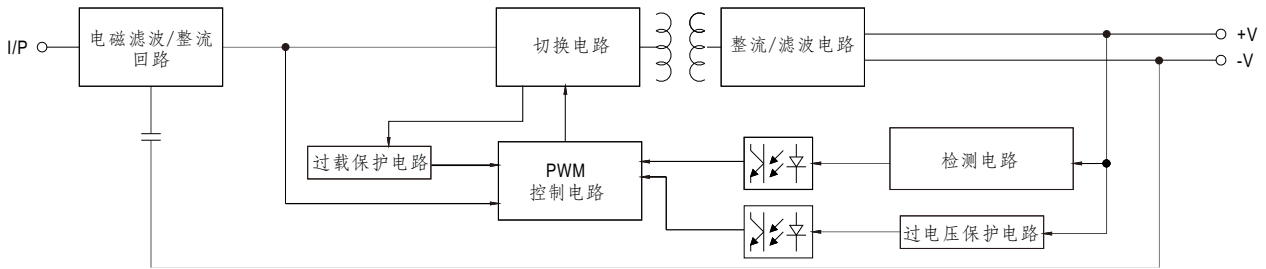 I/P
电磁滤波/整流
回路
切换电路
整流/滤波电路
+V
-V
过载保护电路
PWM
控制电路
检测电路
过电压保护电路